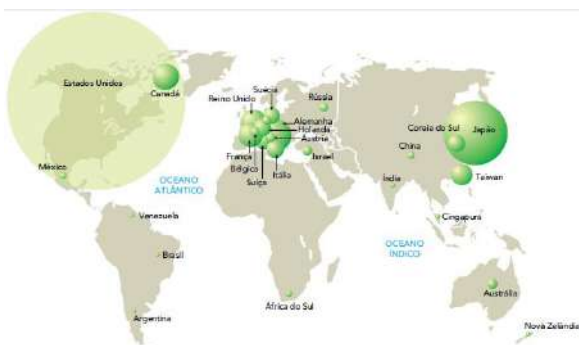 Estados Unidos
Canadá
Suécia
Reino Unido
Rússia
Alemanha
Holanda
Áustria
França
Bélgica
Suíça
Itália
Israel
Coreia do Sul
Japão
China
Taiwan
Índia
Cingapura
México
OCEANO
ATLÂNTICO
Venezuela
Brasil
Argentina
África do Sul
OCEANO
ÍNDICO
Austrália
Nova Zelândia